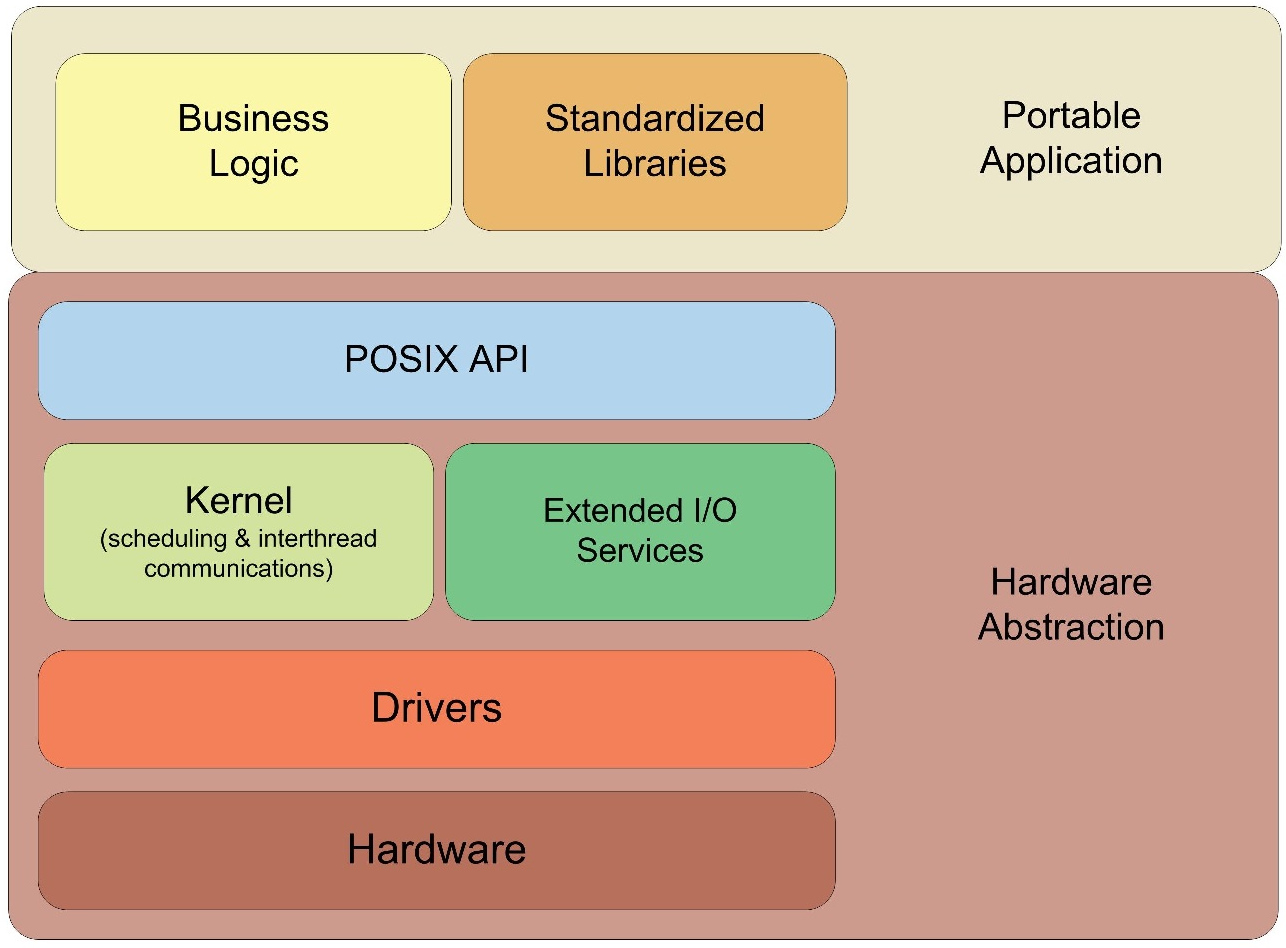 Business
Logic
Standardized
Libraries
Portable
Application
POSIX API
Kernel
(scheduling & interthread
communications)
Extended I/O
Services
Hardware
Abstraction
Drivers
Hardware